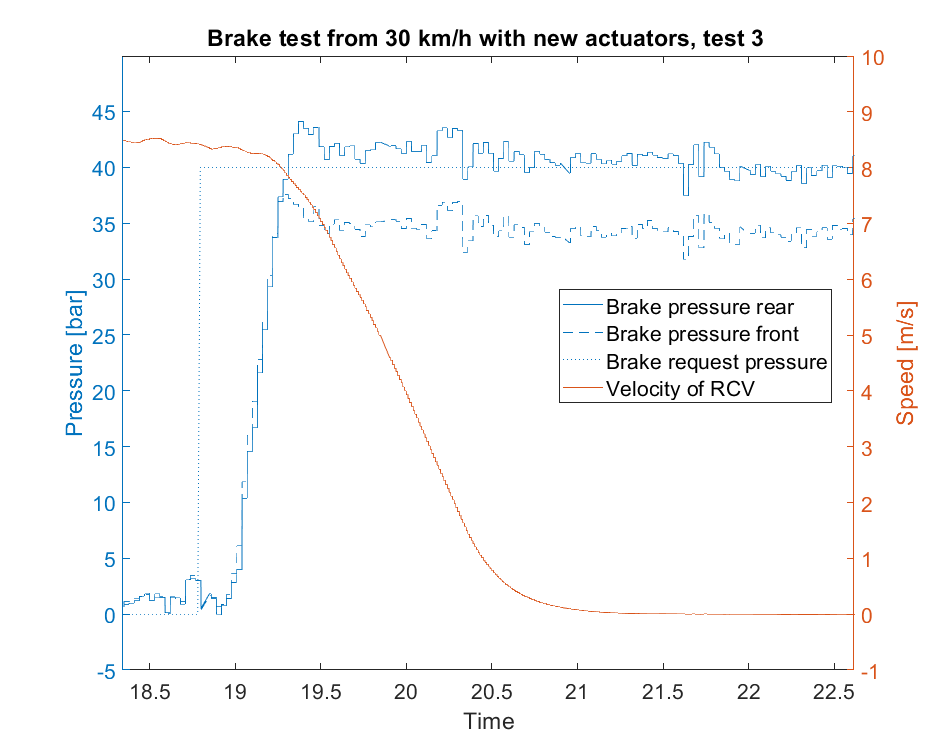 Brake test from 30 km/h with new actuators, test 3
Pressure [bar]
45
40
35
30
25
20
15
10
5
0
-5
10
9
8
7
6
5
4
3
2
1
0
-1
Speed [m/s]
Brake pressure rear
Brake pressure front
Brake request pressure
Velocity of RCV
18.5 19 19.5 20 20.5 21 21.5 22 22.5
Time